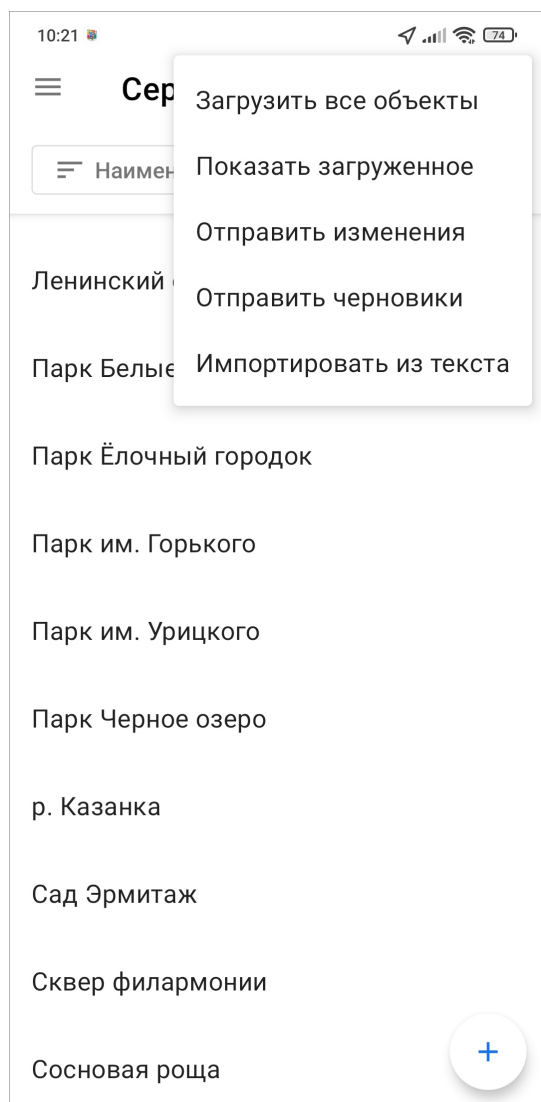 10:21
74
Сер
Загрузить все объекты
Наимен
Показать загруженное
Отправить изменения
Ленинский
Отправить черновики
Парк Белые
Импортировать из текста
Парк Ёлочный городок
Парк им. Горького
Парк им. Урицкого
Парк Черное озеро
р. Казанка
Сад Эрмитаж
Сквер филармонии
Сосновая роща
+